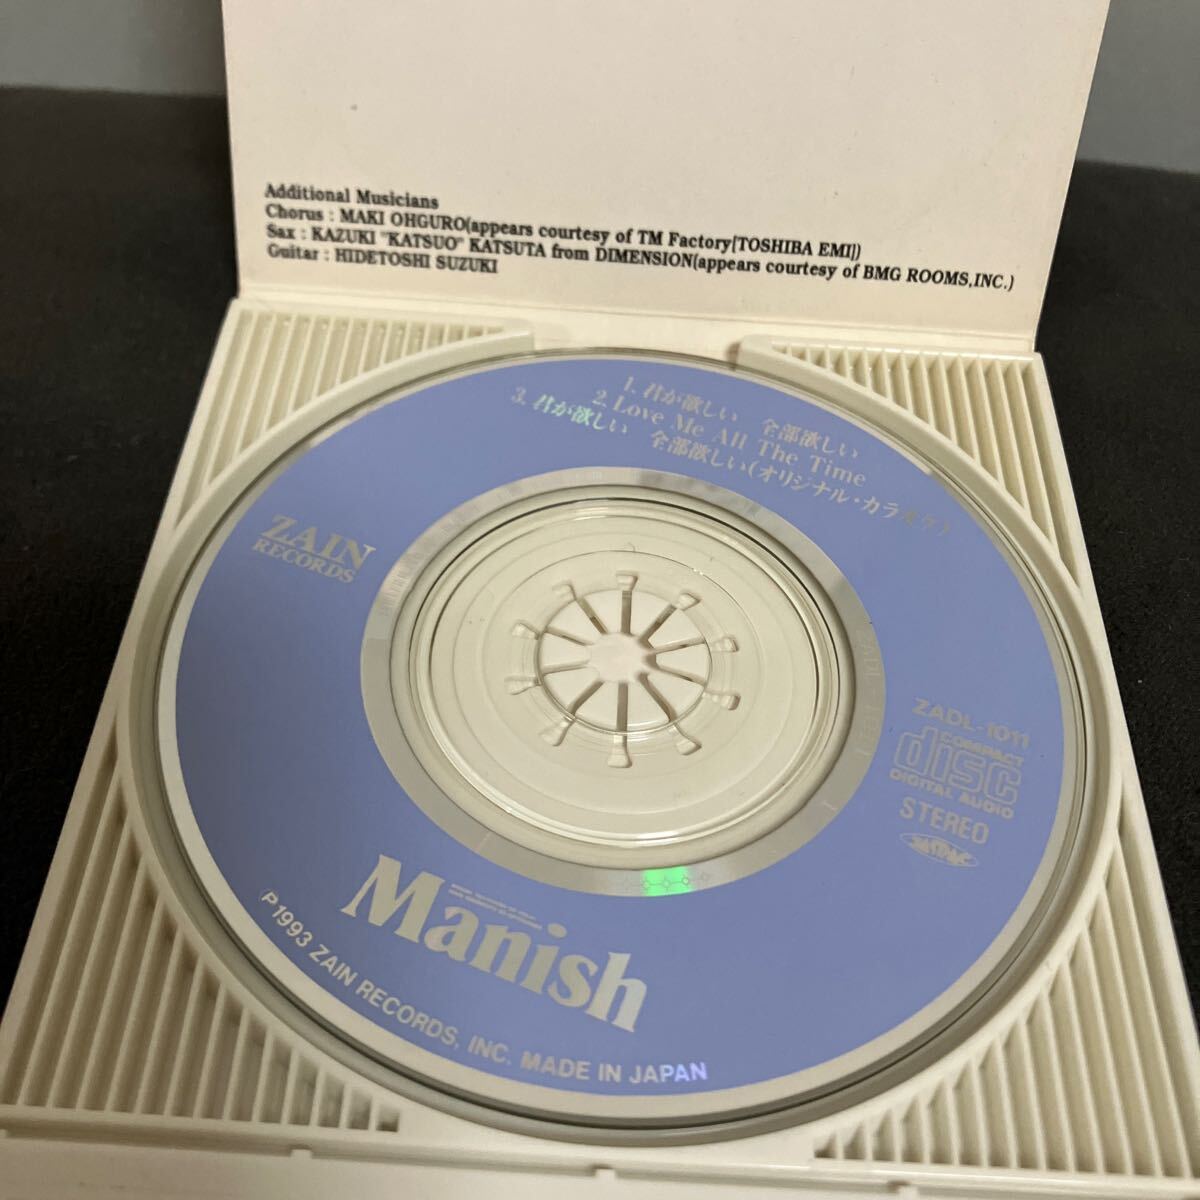 Additional Musicians
Chorus : MAKI OHGURO(appears courtesy of TM Factory[TOSHIBA EMI])
Sax : KAZUKI "KATSUO" KATSUTA from DIMENSION(appears courtesy of BMG ROOMS,INC.)
Guitar : HIDETOSHI SUZUKI
1. 君が欲しい 全部欲しい
2. Love Me All The Time
3. 君が欲しい 全部欲しい(オリジナル・カラオケ)
ZAIN
RECORDS
ZADL-1011
ZADL-1011
COMPACT
disc
DIGITAL AUDIO
STEREO
JASRAC
Manish
℗1993 ZAIN RECORDS, INC. MADE IN JAPAN